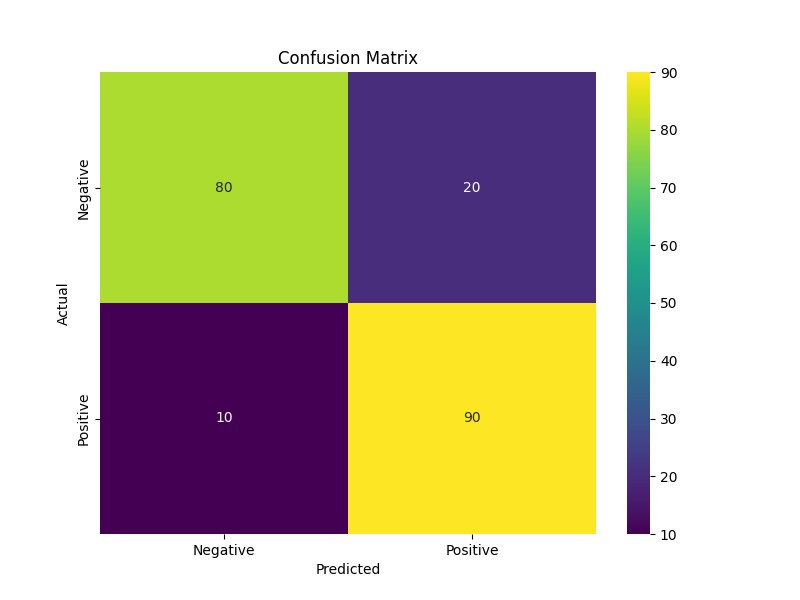 Confusion Matrix
Negative
80
20
Actual
Positive
10
90
Negative
Positive
Predicted
90
80
70
60
50
40
30
20
10